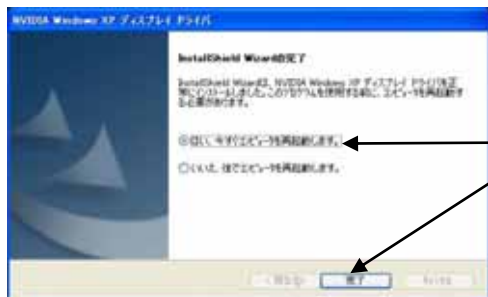 NVIDIA Windows XP ディスプレイ ドライバ
InstallShield Wizardの完了
InstallShield Wizardは、NVIDIA Windows XP ディスプレイ ドライバを正
常にインストールしました。このプログラムを使用する前に、コンピュータを再起動す
る必要があります。
はい、今すぐコンピュータを再起動します。
いいえ、後でコンピュータを再起動します。
< 戻る(B)
完了
キャンセル